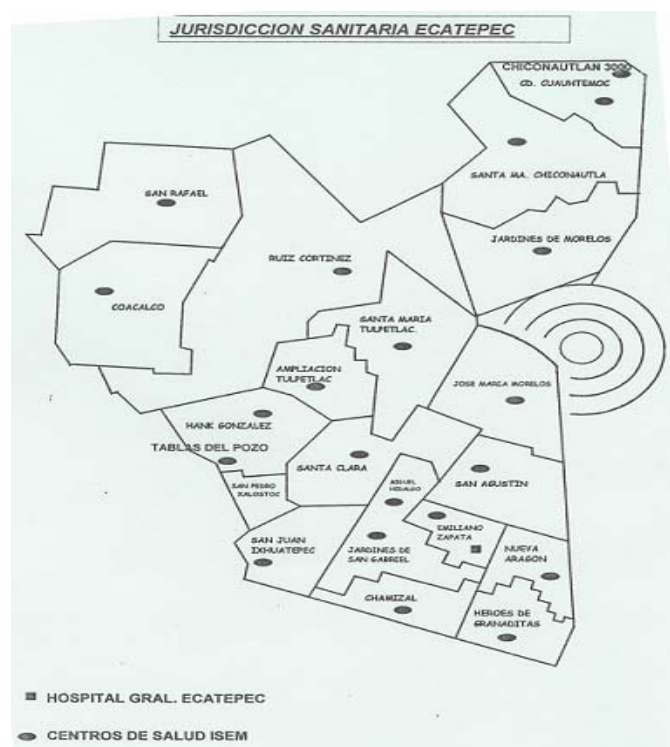 JURISDICCION SANITARIA ECATEPEC
CHICONAUTLAN 3000
CD. CUAUHTEMOC
SANTA MA. CHICONAUTLA
SAN RAFAEL
JARDINES DE MORELOS
RUIZ CORTINEZ
COACALCO
SANTA MARIA
TULPETLAC.
AMPLIACION
TULPETLAC
JOSE MARIA MORELOS
HANK GONZALEZ
TABLAS DEL POZO
SANTA CLARA
SAN AGUSTIN
MIGUEL
HIDALGO
SAN PEDRO
XALOSTOC
EMILIANO
ZAPATA
SAN JUAN
IXHUATEPEC
JARDINES DE
SAN GABRIEL
NUEVA
ARAGON
CHAMIZAL
HEROES DE
GRANADITAS
HOSPITAL GRAL. ECATEPEC
CENTROS DE SALUD ISEM